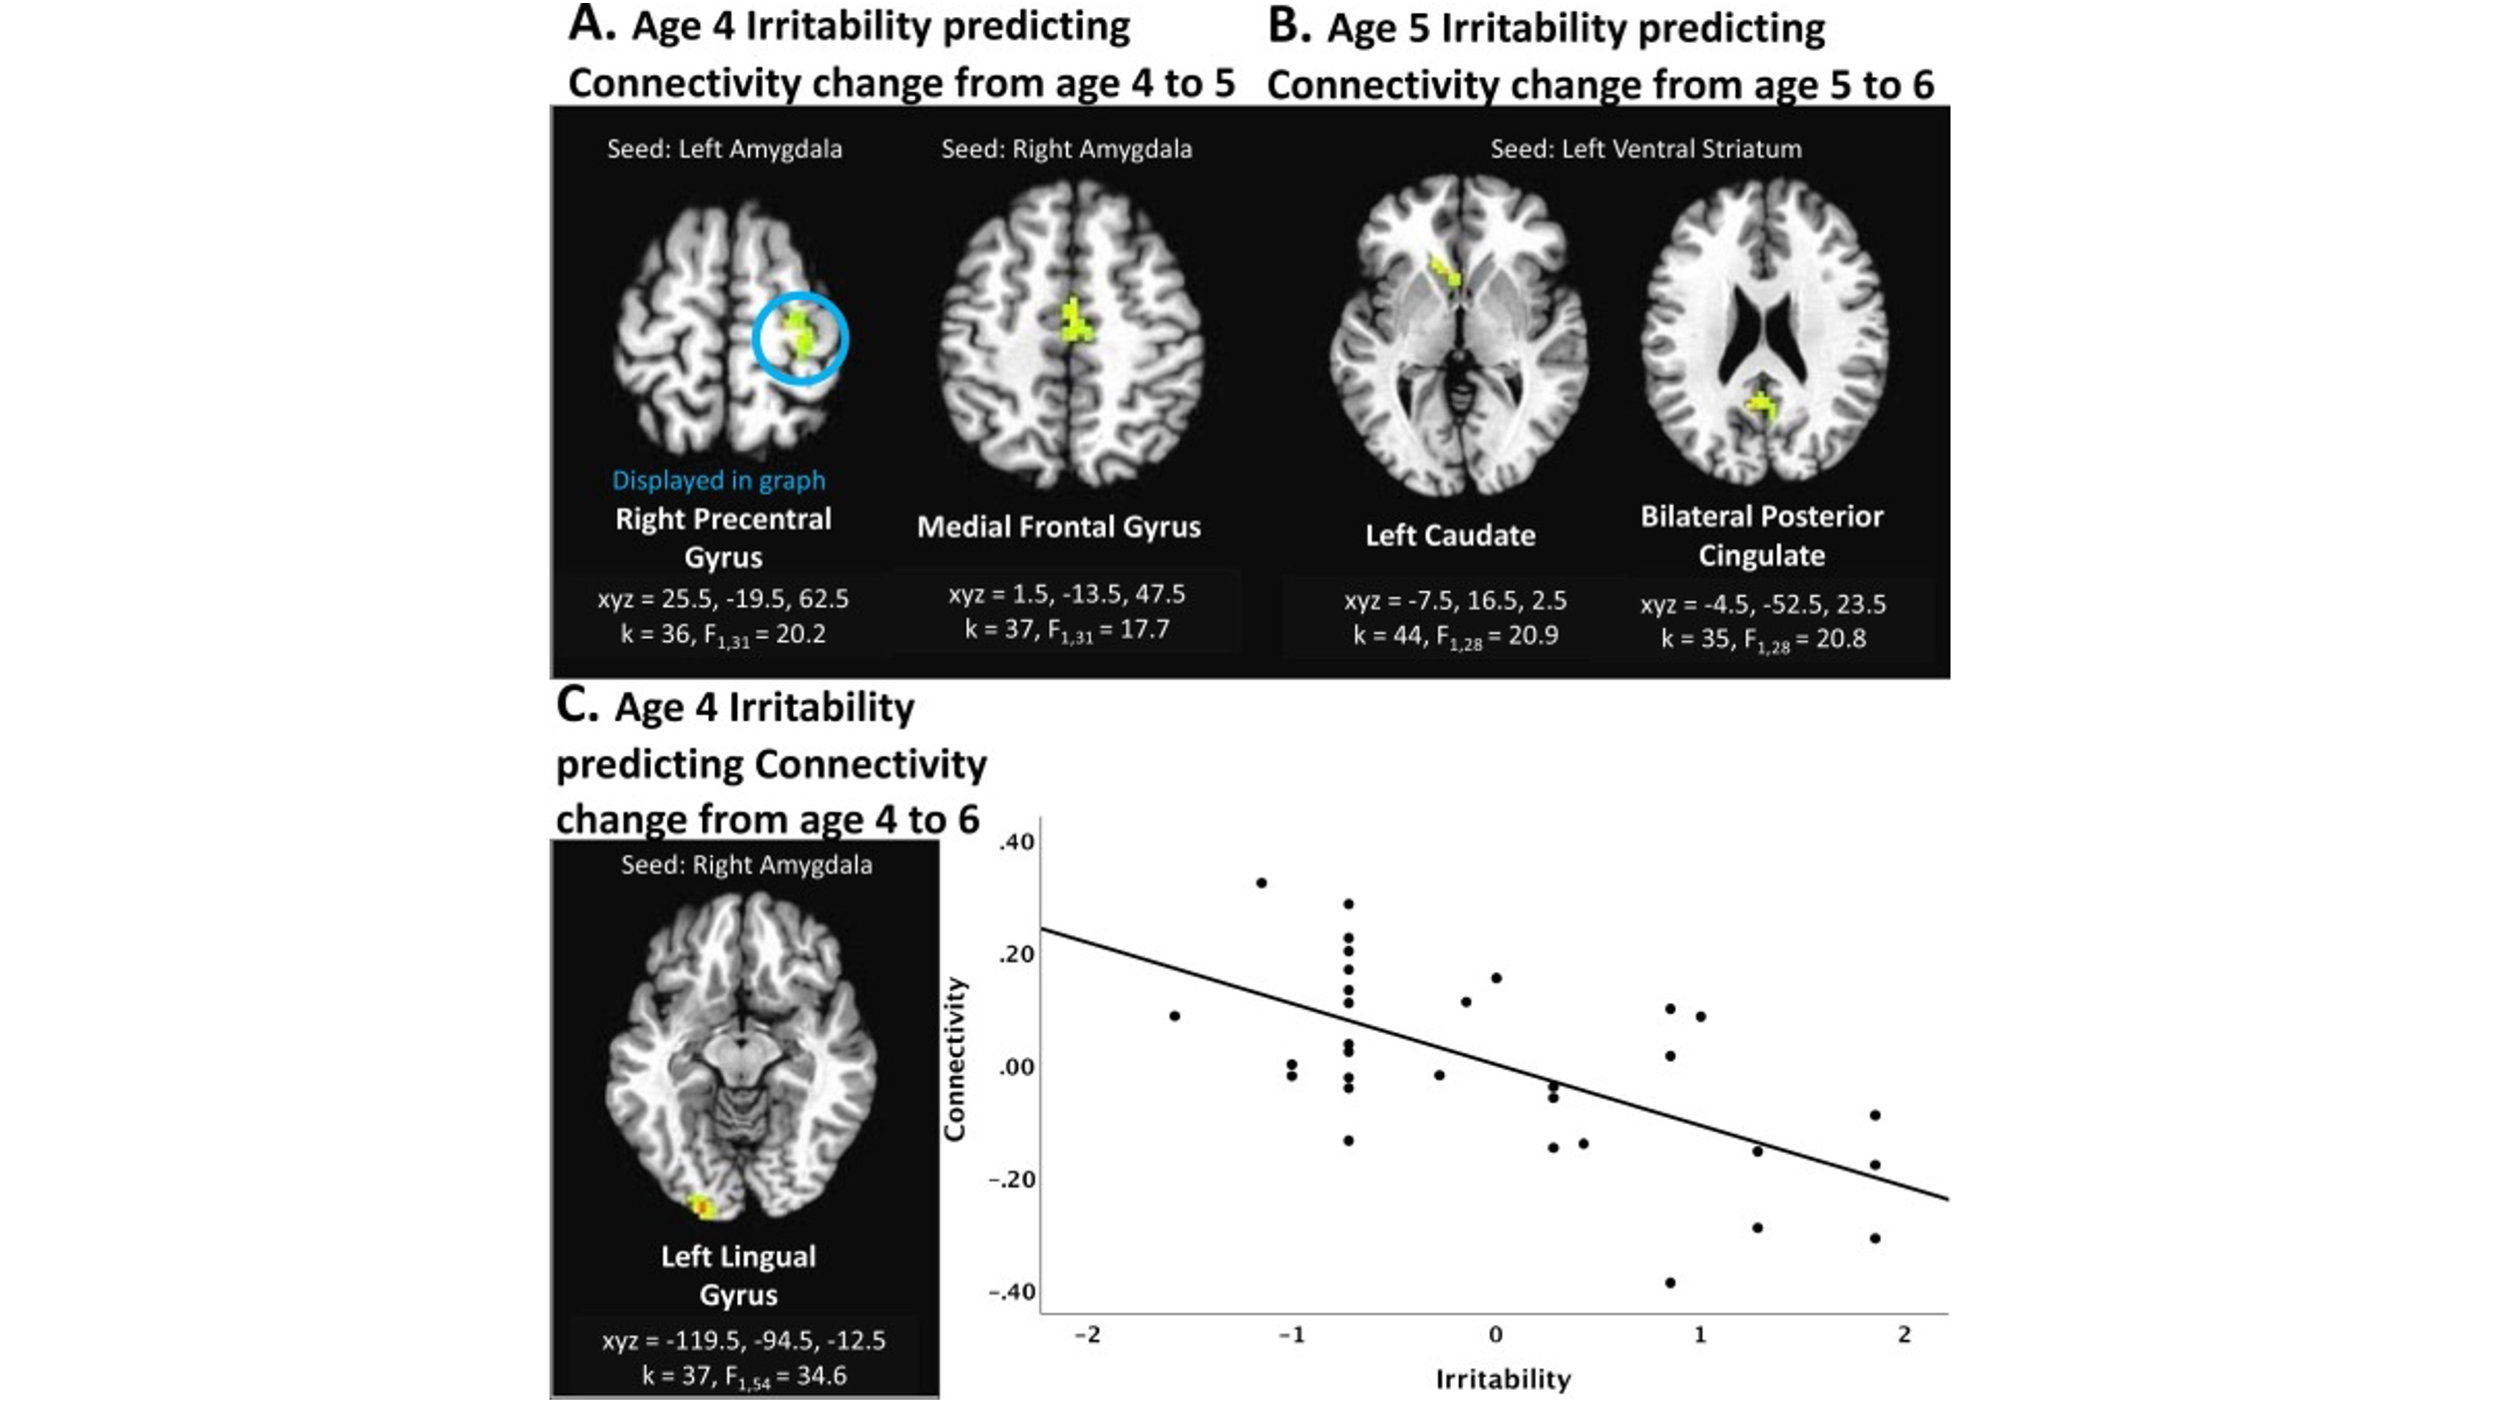 A. Age 4 Irritability predicting
Connectivity change from age 4 to 5
B. Age 5 Irritability predicting
Connectivity change from age 5 to 6
Seed: Left Amygdala
Displayed in graph
Right Precentral
Gyrus
xyz = 25.5, -19.5, 62.5
k = 36, F1,31 = 20.2
Seed: Right Amygdala
Medial Frontal Gyrus
xyz = 1.5, -13.5, 47.5
k = 37, F1,31 = 17.7
Seed: Left Ventral Striatum
Left Caudate
xyz = -7.5, 16.5, 2.5
k = 44, F1,28 = 20.9
Bilateral Posterior
Cingulate
xyz = -4.5, -52.5, 23.5
k = 35, F1,28 = 20.8
C. Age 4 Irritability
predicting Connectivity
change from age 4 to 6
Seed: Right Amygdala
Left Lingual
Gyrus
xyz = -119.5, -94.5, -12.5
k = 37, F1,54 = 34.6
Connectivity
.40
.20
.00
-.20
-.40
-2 -1 0 1 2
Irritability